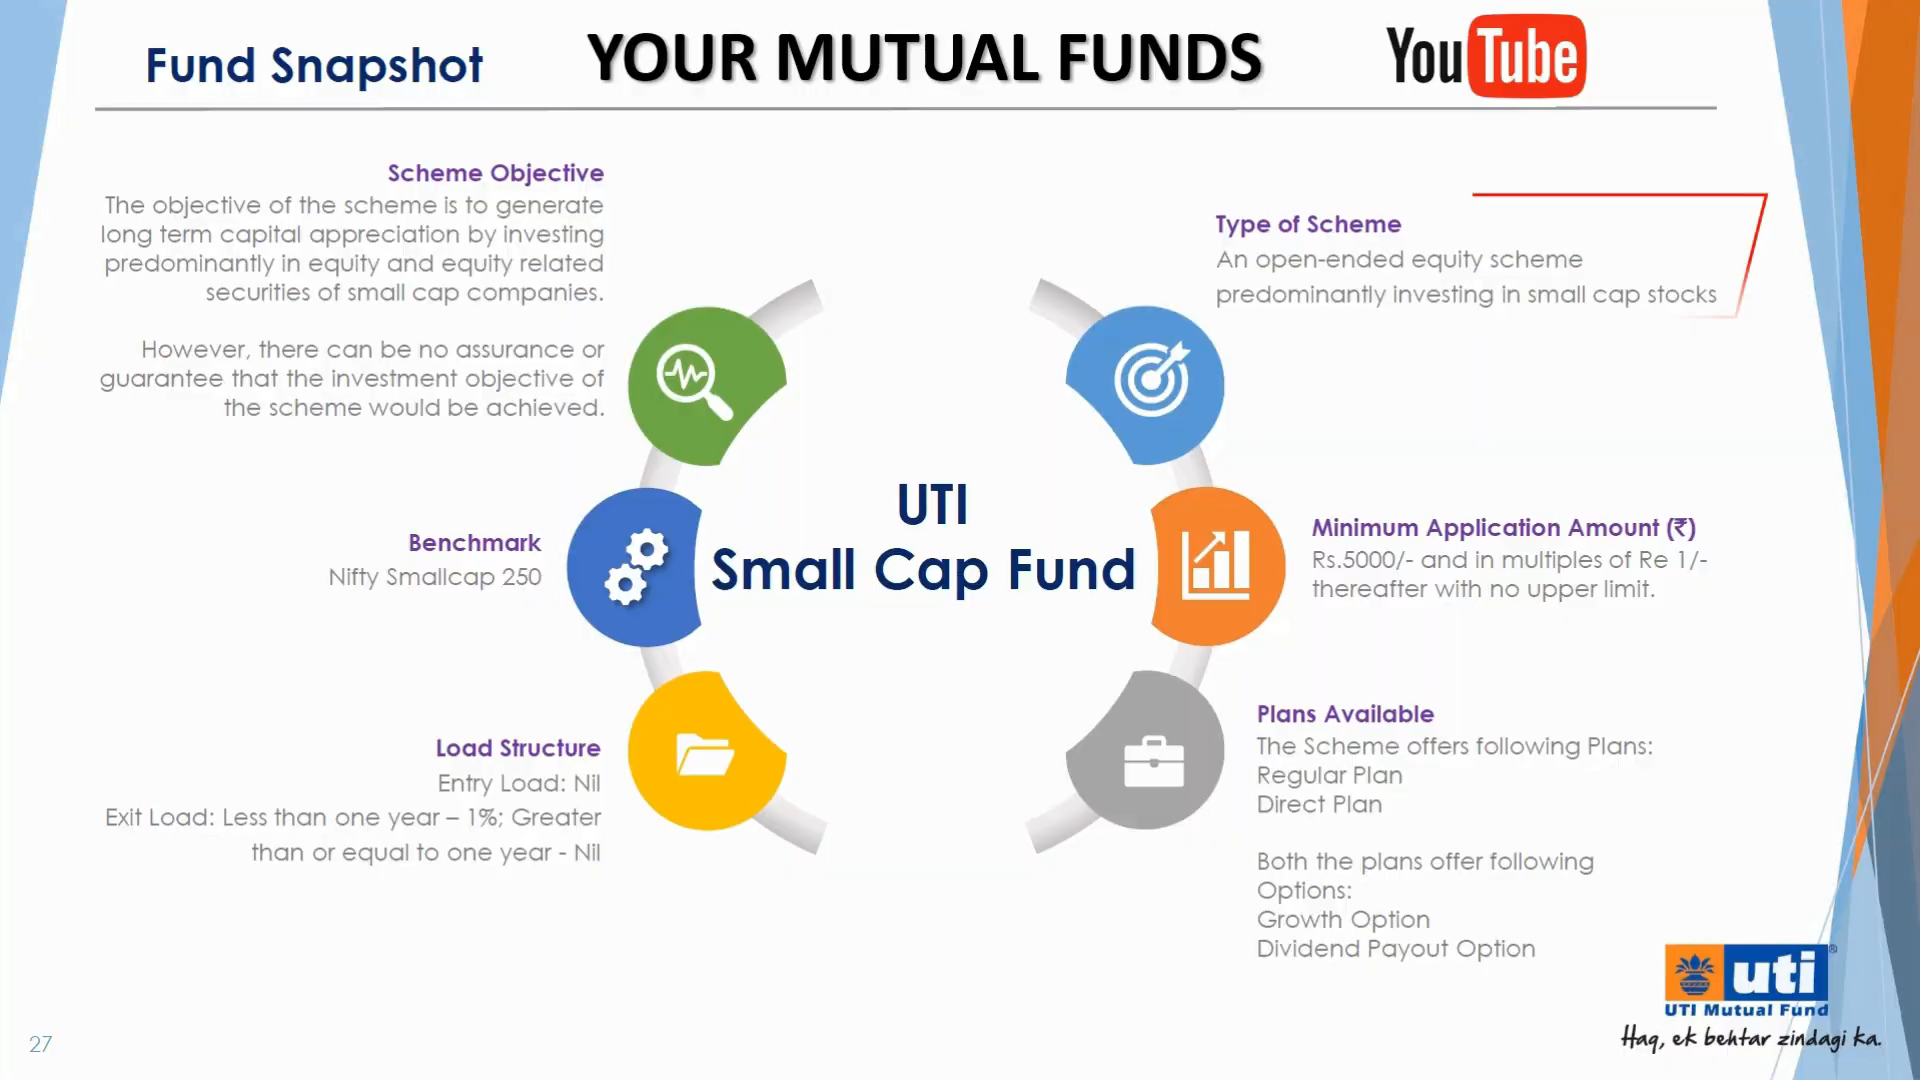 Fund Snapshot
YOUR MUTUAL FUNDS
YouTube
Scheme Objective
The objective of the scheme is to generate
long term capital appreciation by investing
predominantly in equity and equity related
securities of small cap companies.
However, there can be no assurance or
guarantee that the investment objective of
the scheme would be achieved.
Type of Scheme
An open-ended equity scheme
predominantly investing in small cap stocks
UTI
Small Cap Fund
Benchmark
Nifty Smallcap 250
Minimum Application Amount (₹)
Rs.5000/- and in multiples of Re 1/-
thereafter with no upper limit.
Load Structure
Entry Load: Nil
Exit Load: Less than one year – 1%; Greater
than or equal to one year - Nil
Plans Available
The Scheme offers following Plans:
Regular Plan
Direct Plan
Both the plans offer following
Options:
Growth Option
Dividend Payout Option
uti®
UTI Mutual Fund
Haq, ek behtar zindagi ka.
27